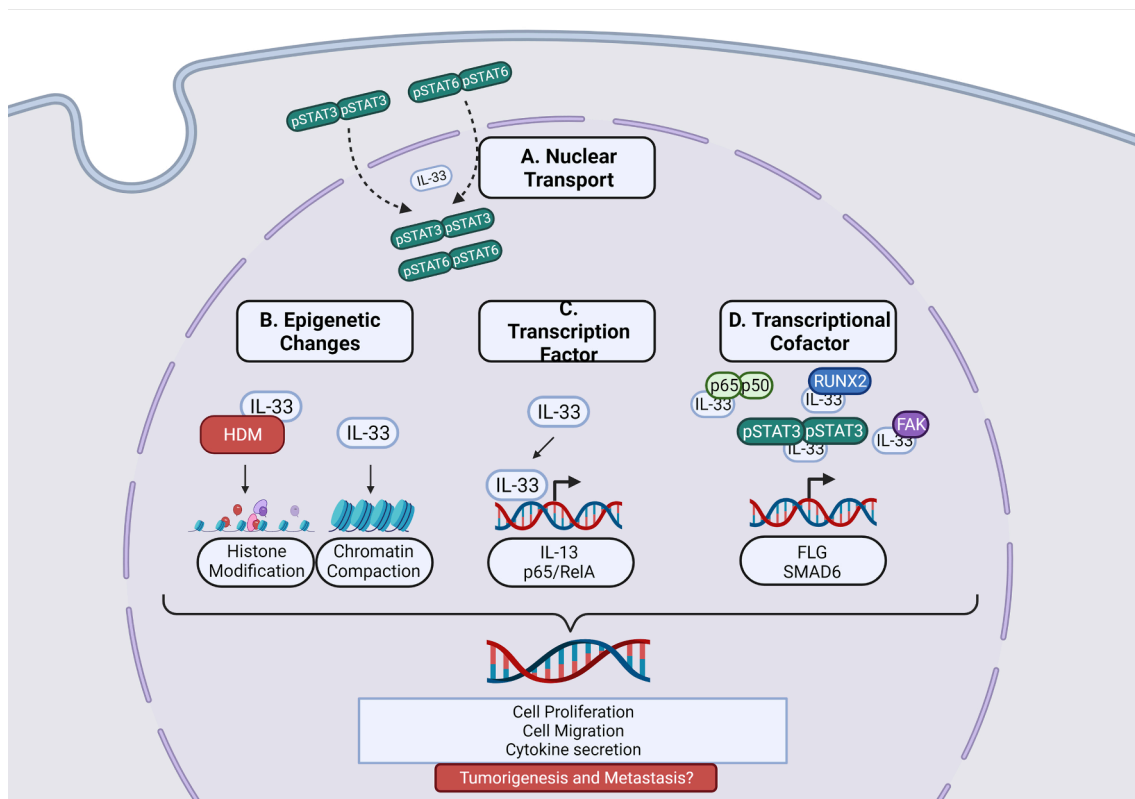 pSTAT3 pSTAT3
pSTAT6 pSTAT6
A. Nuclear
Transport
IL-33
pSTAT3 pSTAT3
pSTAT6 pSTAT6
B. Epigenetic
Changes
C.
Transcription
Factor
D. Transcriptional
Cofactor
IL-33
HDM
IL-33
IL-33
IL-33
p65 p50
IL-33
RUNX2
IL-33
pSTAT3 pSTAT3
IL-33
FAK
IL-33
Histone
Modification
Chromatin
Compaction
IL-13
p65/RelA
FLG
SMAD6
Cell Proliferation
Cell Migration
Cytokine secretion
Tumorigenesis and Metastasis?